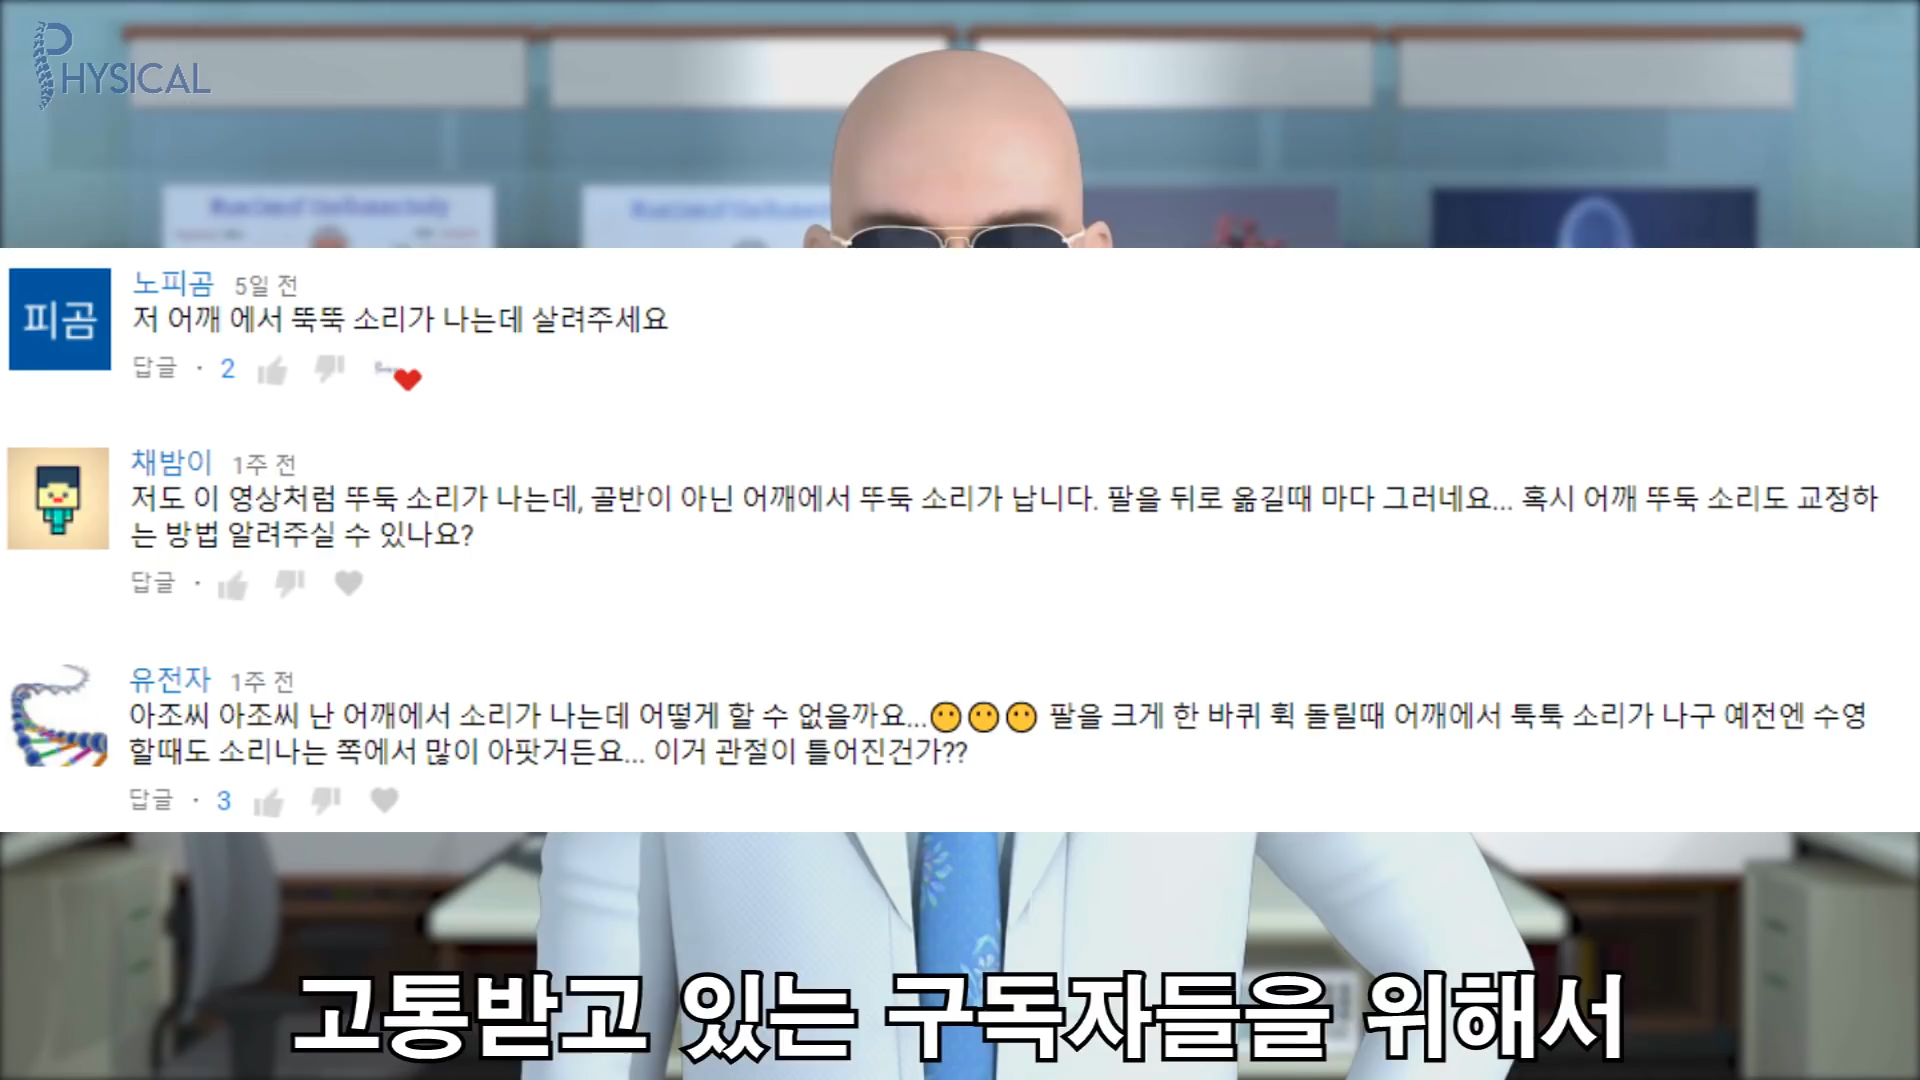 PHYSICAL
피곰
노피곰 5일 전
저 어깨 에서 뚝뚝 소리가 나는데 살려주세요
답글 · 2
채밤이 1주 전
저도 이 영상처럼 뚜둑 소리가 나는데, 골반이 아닌 어깨에서 뚜둑 소리가 납니다. 팔을 뒤로 옮길때 마다 그러네요... 혹시 어깨 뚜둑 소리도 교정하
는 방법 알려주실 수 있나요?
답글 ·
유전자 1주 전
아조씨 아조씨 난 어깨에서 소리가 나는데 어떻게 할 수 없을까요...😶😶😶 팔을 크게 한 바퀴 휙 돌릴때 어깨에서 툭툭 소리가 나구 예전엔 수영
할때도 소리나는 쪽에서 많이 아팟거든요... 이거 관절이 틀어진건가??
답글 · 3
고통받고 있는 구독자들을 위해서